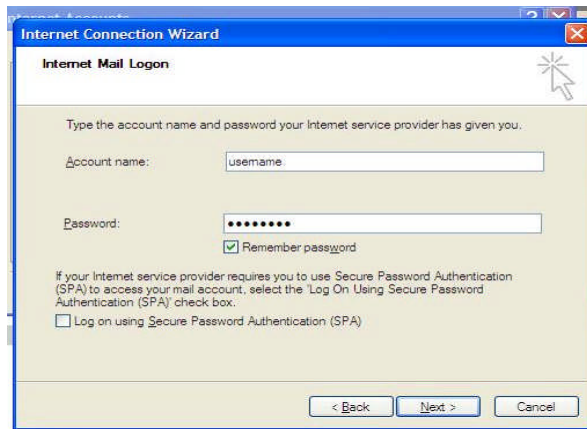 Internet Accounts
Internet Connection Wizard
Internet Mail Logon
Type the account name and password your Internet service provider has given you.
Account name:
username
Password:
••••••••
Remember password
If your Internet service provider requires you to use Secure Password Authentication
(SPA) to access your mail account, select the 'Log On Using Secure Password
Authentication (SPA)' check box.
Log on using Secure Password Authentication (SPA)
< Back
Next >
Cancel